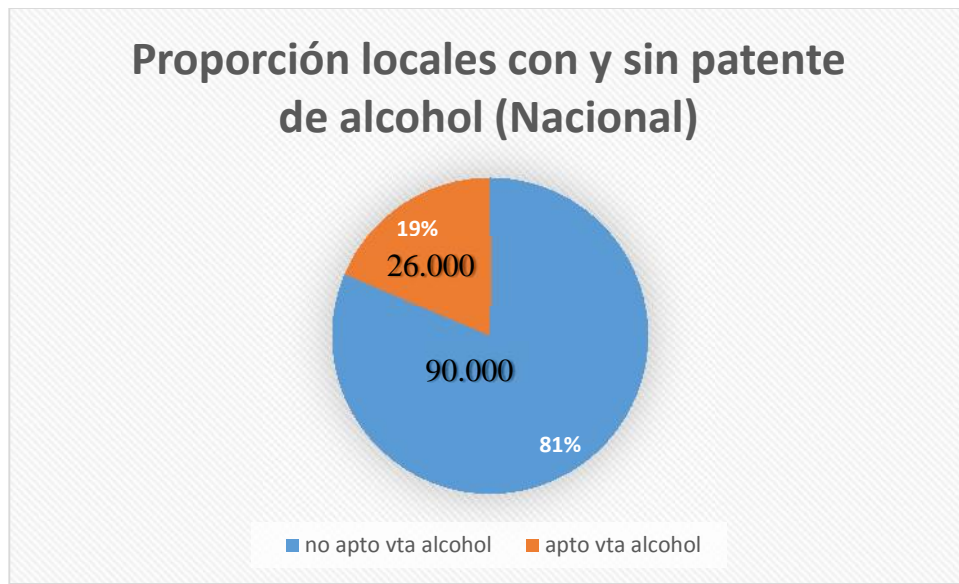 Proporción locales con y sin patente
de alcohol (Nacional)
19%
26.000
90.000
81%
no apto vta alcohol apto vta alcohol